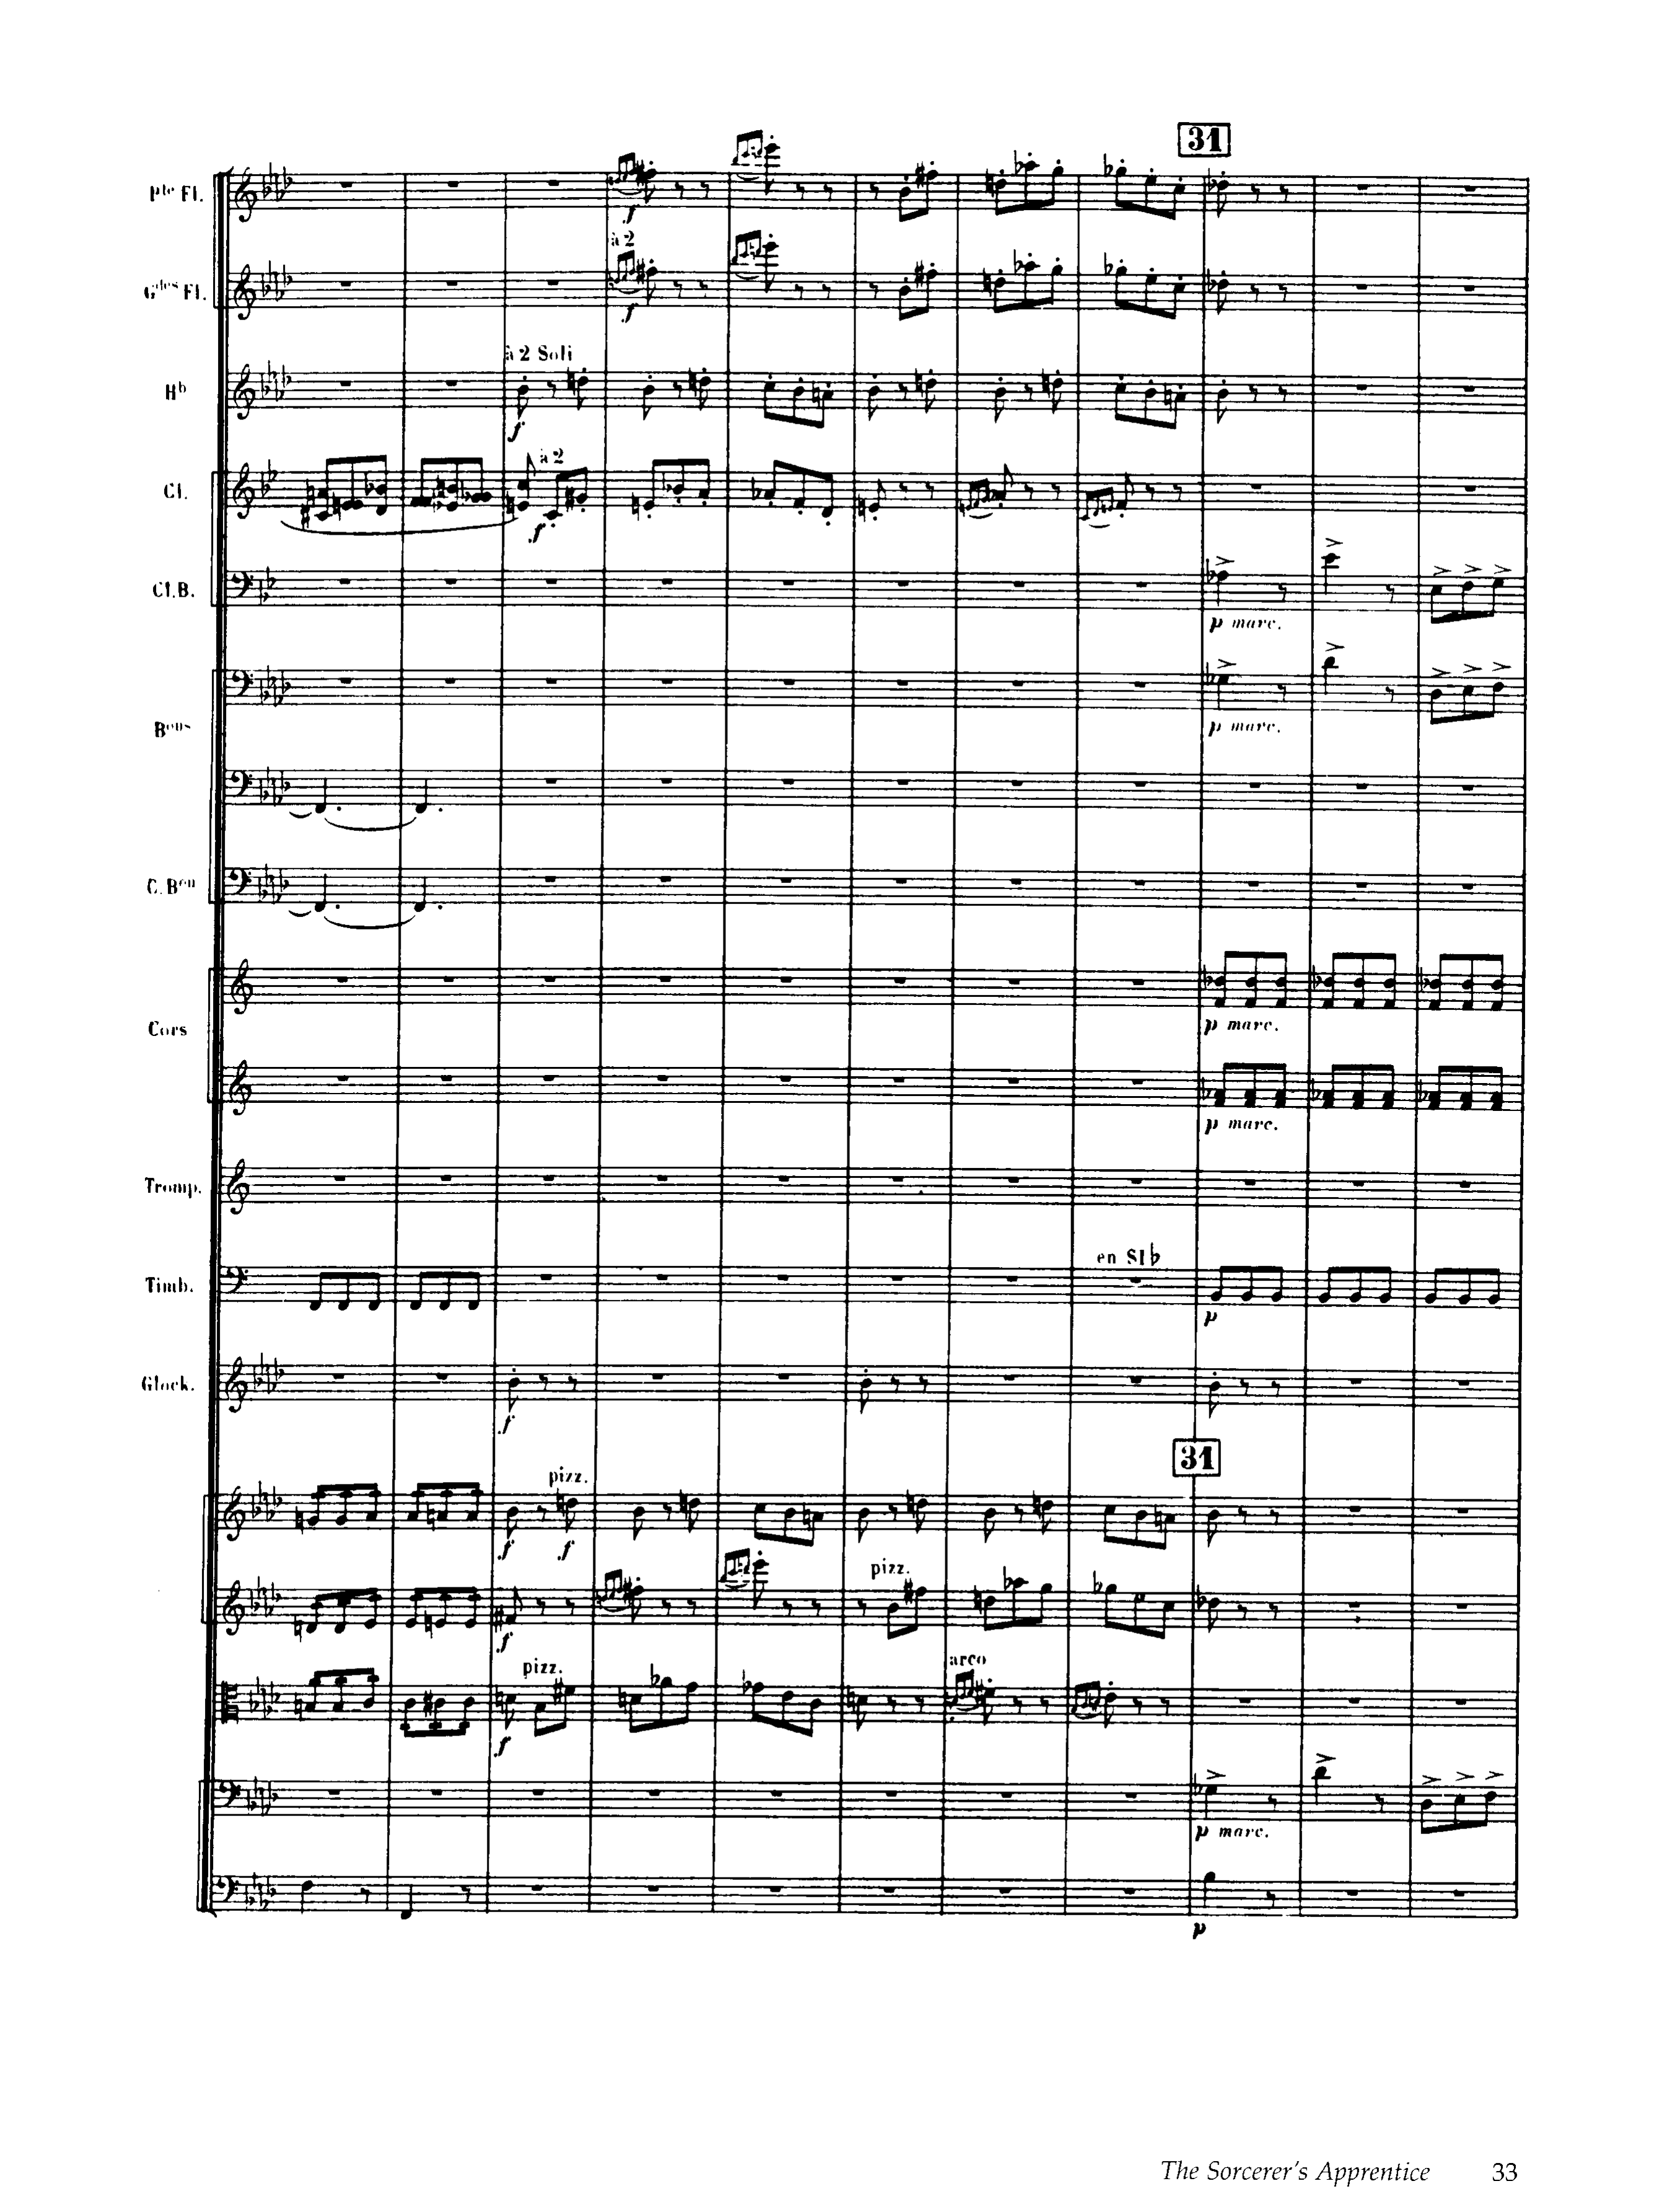 31
Pte Fl.
f
à 2
Gdes Fl.
f
à 2 Soli
Hb
f
à 2
Cl.
f
Cl.B.
p marc.
Bons
p marc.
C.Bon
Cors
p marc.
p marc.
Tromp.
en SI♭
Timb.
p
Glock.
f
31
pizz.
f f
pizz.
f
pizz.
arco
f
p marc.
p
The Sorcerer's Apprentice 33